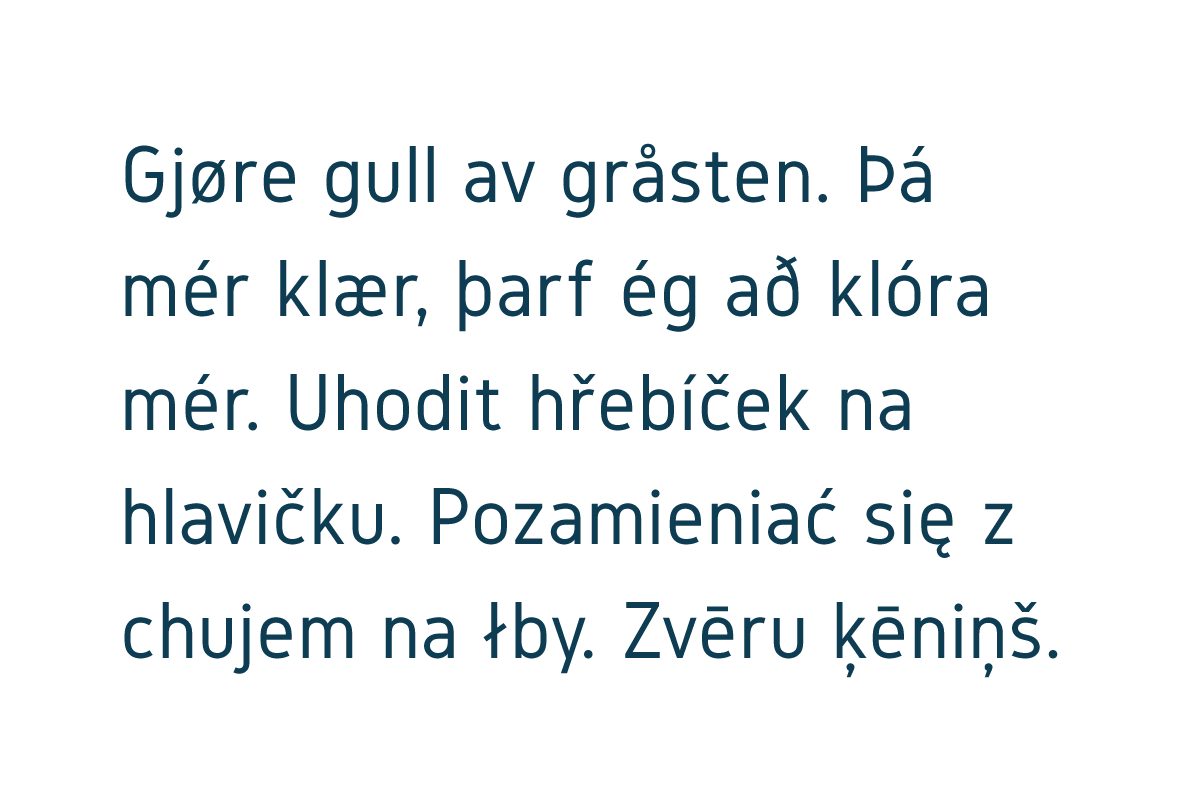 Gjøre gull av gråsten. Þá
mér klær, þarf ég að klóra
mér. Uhodit hřebíček na
hlavičku. Pozamieniać się z
chujem na łby. Zvēru ķēniņš.